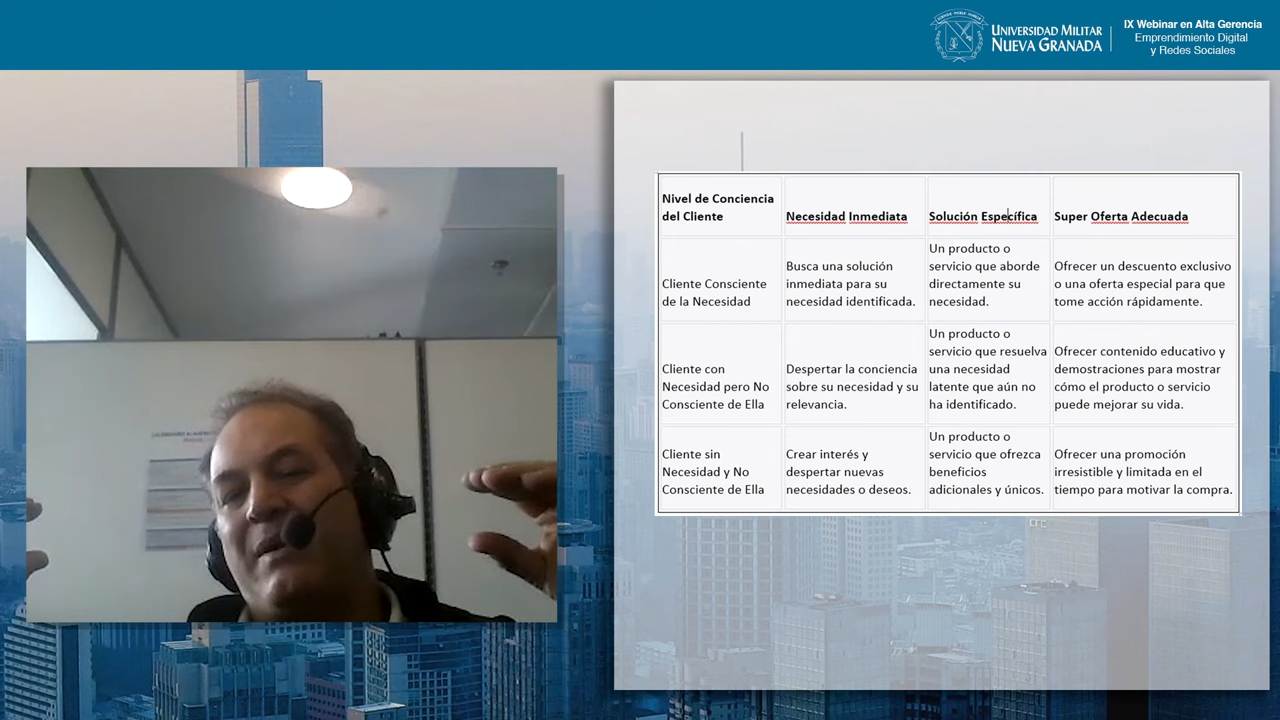 UNIVERSIDAD MILITAR
NUEVA GRANADA
IX Webinar en Alta Gerencia
Emprendimiento Digital
y Redes Sociales
Nivel de Conciencia
del Cliente
Necesidad Inmediata
Solución Específica
Super Oferta Adecuada
Cliente Consciente
de la Necesidad
Busca una solución
inmediata para su
necesidad identificada.
Un producto o
servicio que aborde
directamente su
necesidad.
Ofrecer un descuento exclusivo
o una oferta especial para que
tome acción rápidamente.
Cliente con
Necesidad pero No
Consciente de Ella
Despertar la conciencia
sobre su necesidad y su
relevancia.
Un producto o
servicio que resuelva
una necesidad
latente que aún no
ha identificado.
Ofrecer contenido educativo y
demostraciones para mostrar
cómo el producto o servicio
puede mejorar su vida.
Cliente sin
Necesidad y No
Consciente de Ella
Crear interés y
despertar nuevas
necesidades o deseos.
Un producto o
servicio que ofrezca
beneficios
adicionales y únicos.
Ofrecer una promoción
irresistible y limitada en el
tiempo para motivar la compra.